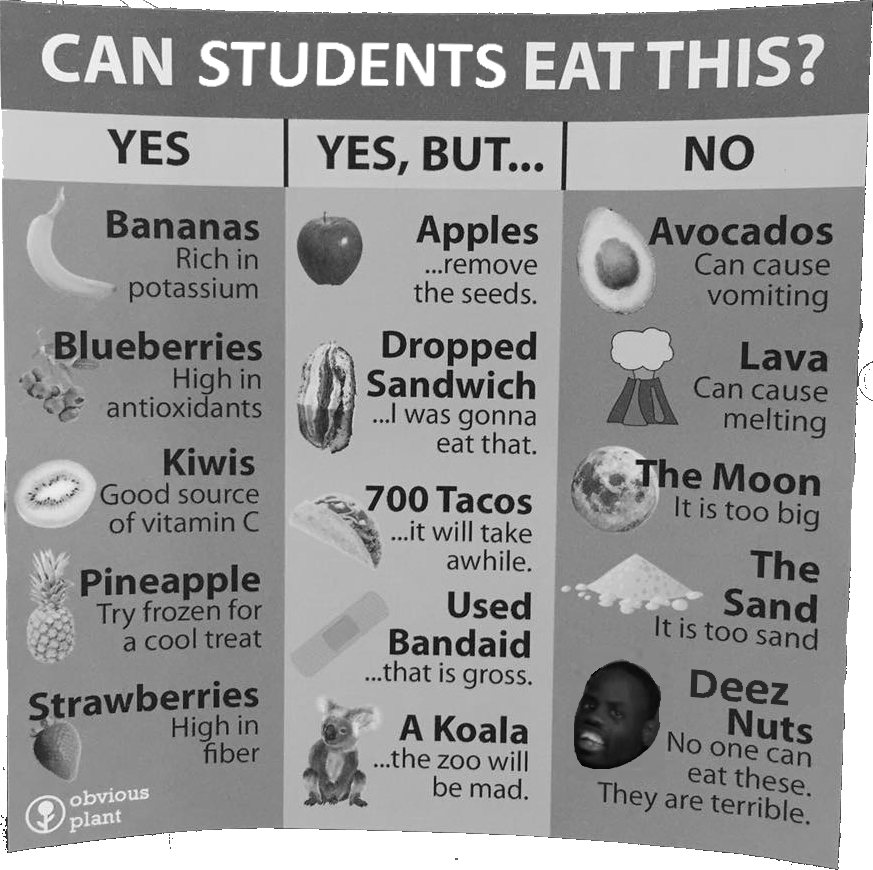 CAN STUDENTS EAT THIS?
YES
Bananas
Rich in
potassium
Blueberries
High in
antioxidants
Kiwis
Good source
of vitamin C
Pineapple
Try frozen for
a cool treat
Strawberries
High in
fiber
obvious
plant
YES, BUT...
Apples
...remove
the seeds.
Dropped
Sandwich
...I was gonna
eat that.
700 Tacos
...it will take
awhile.
Used
Bandaid
...that is gross.
A Koala
...the zoo will
be mad.
NO
Avocados
Can cause
vomiting
Lava
Can cause
melting
The Moon
It is too big
The
Sand
It is too sand
Deez
Nuts
No one can
eat these.
They are terrible.